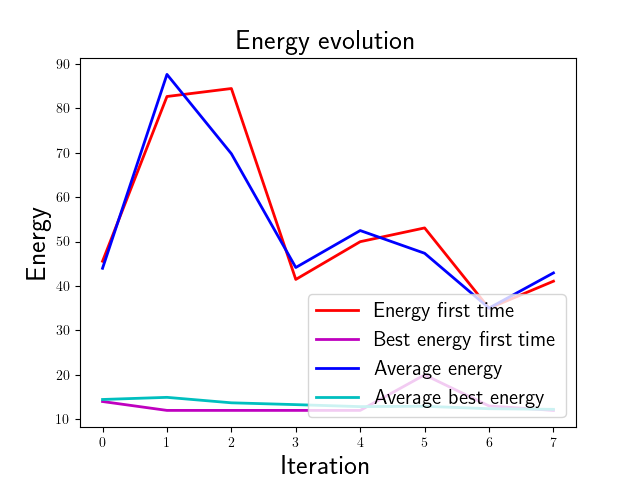 Energy evolution
Energy
90
80
70
60
50
40
30
20
10
Energy first time
Best energy first time
Average energy
Average best energy
0 1 2 3 4 5 6 7
Iteration